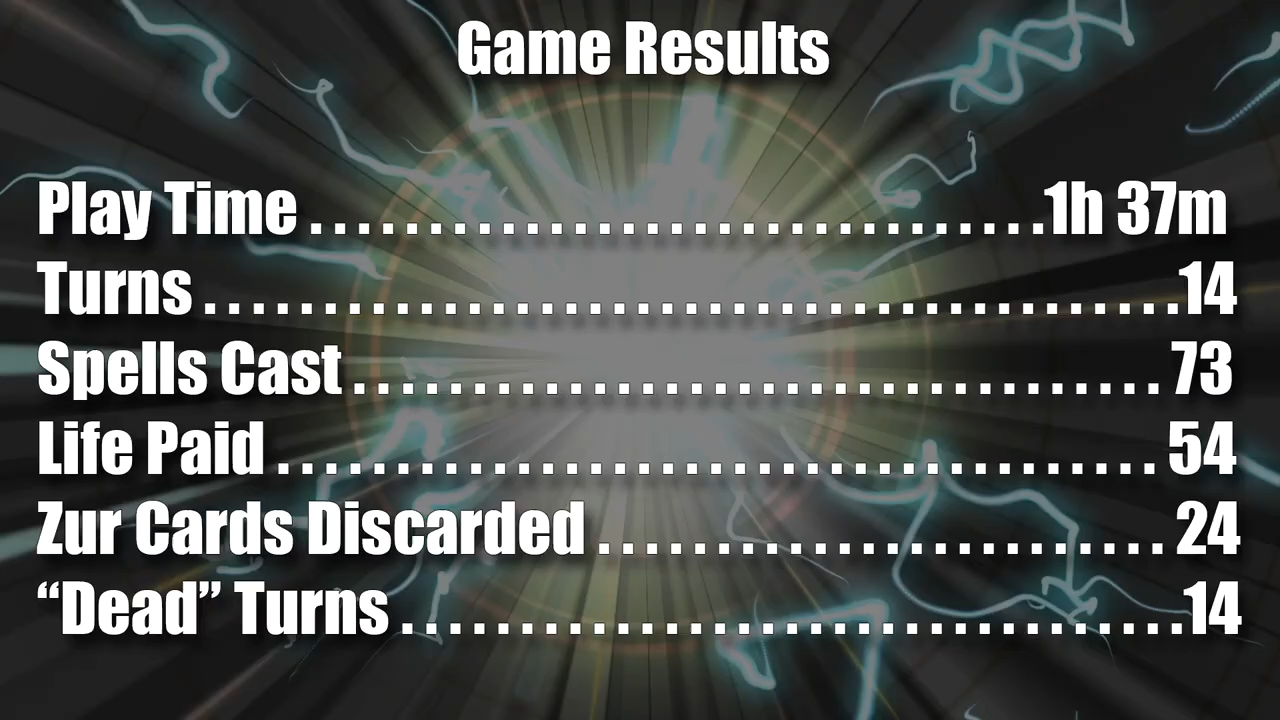 Game Results
Play Time . . . . . . . . . . . . . . . . . . . . . . . . . . . . . . . 1h 37m
Turns . . . . . . . . . . . . . . . . . . . . . . . . . . . . . . . . . . . . . . . . . 14
Spells Cast . . . . . . . . . . . . . . . . . . . . . . . . . . . . . . . . . . 73
Life Paid . . . . . . . . . . . . . . . . . . . . . . . . . . . . . . . . . . . . . 54
Zur Cards Discarded . . . . . . . . . . . . . . . . . . . . . . . . 24
“Dead” Turns . . . . . . . . . . . . . . . . . . . . . . . . . . . . . . . . . 14